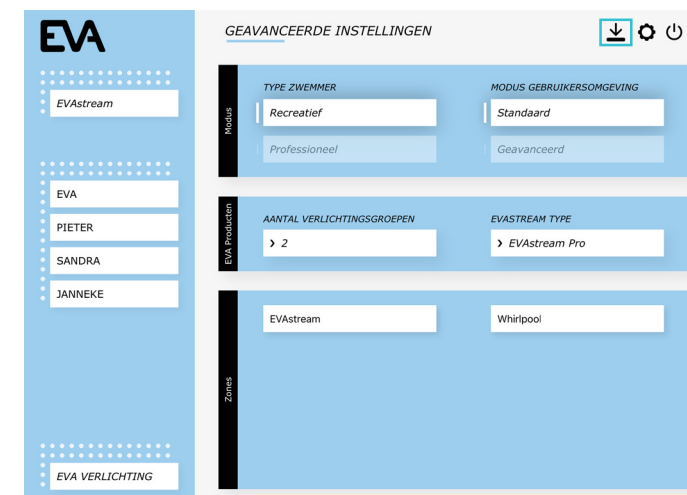 EVA
EVAstream
EVA
PIETER
SANDRA
JANNEKE
EVA VERLICHTING
GEAVANCEERDE INSTELLINGEN
Modus
TYPE ZWEMMER
Recreatief
Professioneel
MODUS GEBRUIKERSOMGEVING
Standaard
Geavanceerd
EVA Producten
AANTAL VERLICHTINGSGROEPEN
› 2
EVASTREAM TYPE
› EVAstream Pro
Zones
EVAstream
Whirlpool